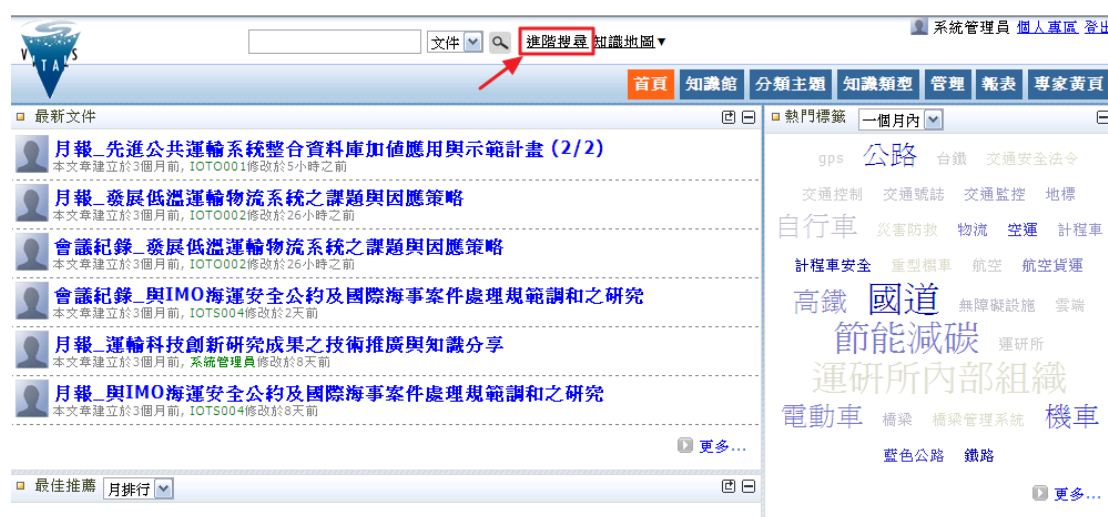 VITALS
文件 進階搜尋 知識地圖▼ 系統管理員 個人專區 登出
首頁 知識館 分類主題 知識類型 管理 報表 專家黃頁
最新文件
月報_先進公共運輸系統整合資料庫加值應用與示範計畫 (2/2)
本文章建立於3個月前, IOTO001修改於5小時之前
月報_發展低溫運輸物流系統之課題與因應策略
本文章建立於3個月前, IOTO002修改於26小時之前
會議紀錄_發展低溫運輸物流系統之課題與因應策略
本文章建立於3個月前, IOTO002修改於26小時之前
會議紀錄_與IMO海運安全公約及國際海事案件處理規範調和之研究
本文章建立於3個月前, IOTS004修改於2天前
月報_運輸科技創新研究成果之技術推廣與知識分享
本文章建立於3個月前, 系統管理員修改於8天前
月報_與IMO海運安全公約及國際海事案件處理規範調和之研究
本文章建立於3個月前, IOTS004修改於8天前
更多...
最佳推薦 月排行
熱門標籤 一個月內
gps 公路 台鐵 交通安全法令
交通控制 交通號誌 交通監控 地標
自行車 災害防救 物流 空運 計程車
計程車安全 重型機車 航空 航空貨運
高鐵 國道 無障礙設施 雲端
節能減碳 運研所
運研所內部組織
電動車 橋梁 橋梁管理系統 機車
藍色公路 鐵路
更多...